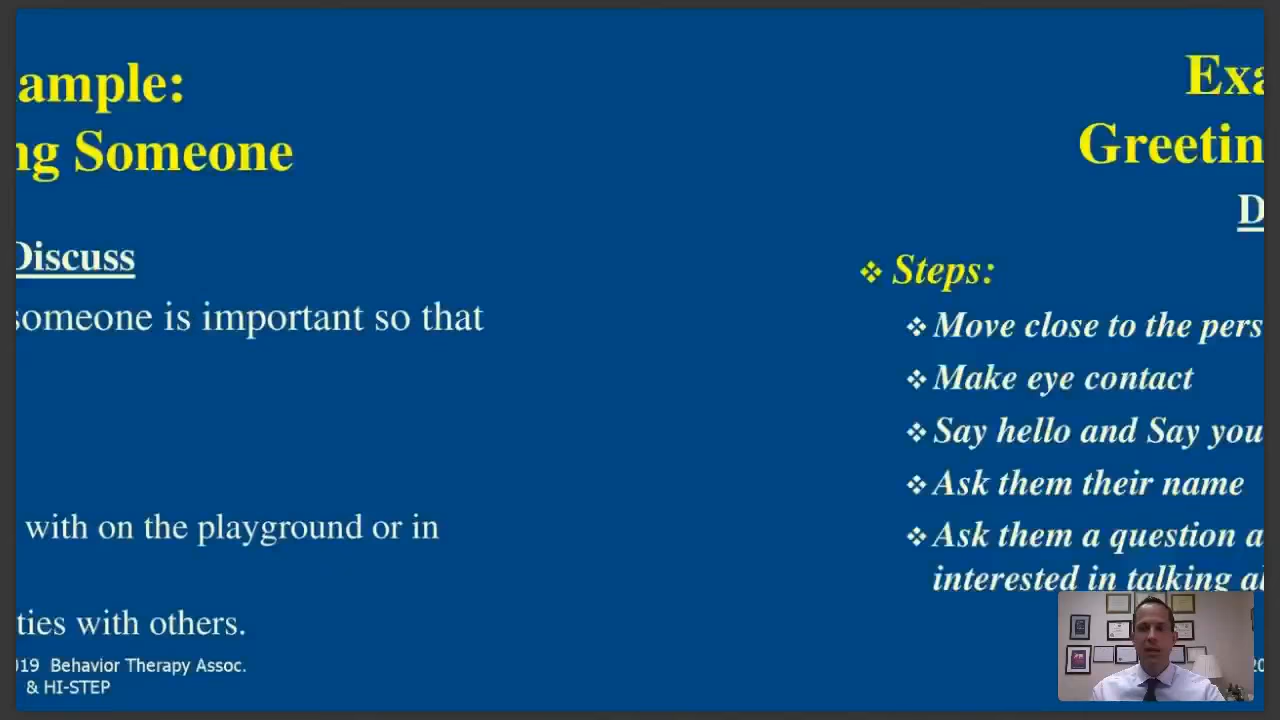 ample:
ng Someone
Discuss
someone is important so that
with on the playground or in
ties with others.
19 Behavior Therapy Assoc.
& HI-STEP
Exa
Greetin
D
Steps:
Move close to the pers
Make eye contact
Say hello and Say you
Ask them their name
Ask them a question a
interested in talking a
20